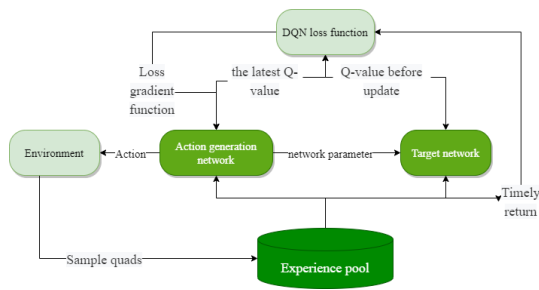 DQN loss function
Loss
gradient
function
the latest Q-
value
Q-value before
update
Environment
Action
Action generation
network
network parameter
Target network
Timely
return
Sample quads
Experience pool